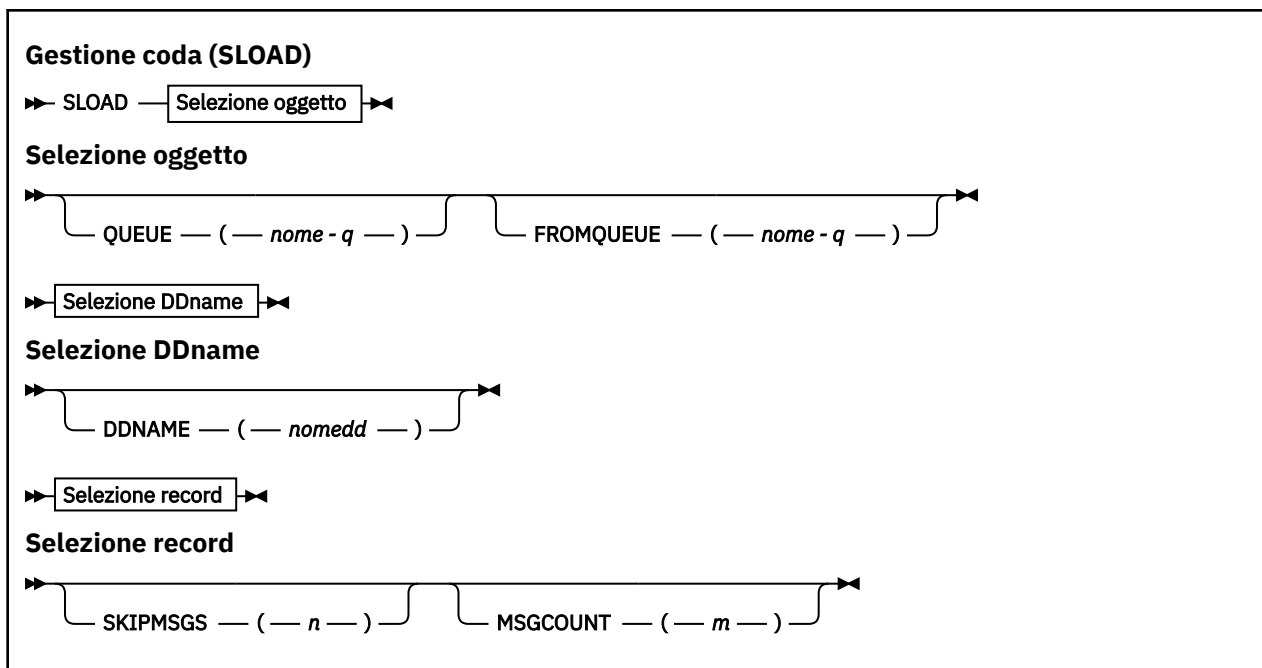 Gestione coda (SLOAD)
SLOAD Selezione oggetto
Selezione oggetto
QUEUE ( nome - q ) FROMQUEUE ( nome - q )
Selezione DDname
Selezione DDname
DDNAME ( nomedd )
Selezione record
Selezione record
SKIPMSGS ( n ) MSGCOUNT ( m )